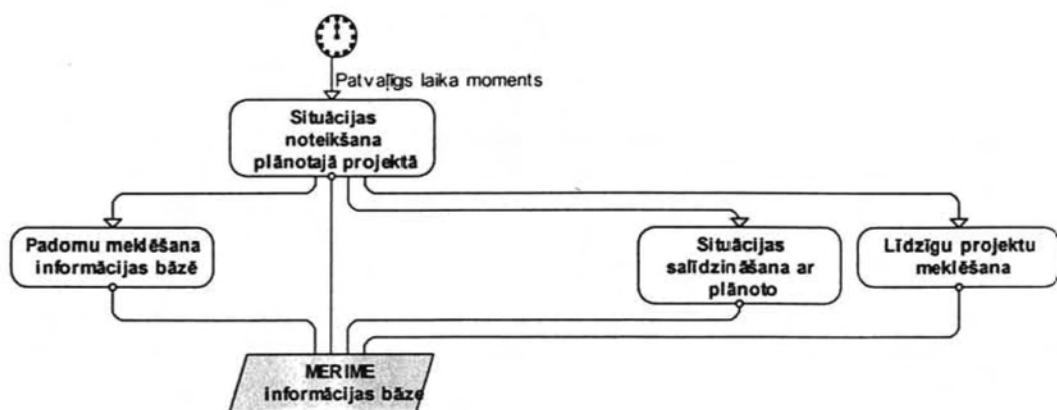 Patvaļīgs laika moments
Situācijas
noteikšana
plānotajā projektā
Padomu meklēšana
informācijas bāzē
Situācijas
salīdzināšana ar
plānoto
Līdzīgu projektu
meklēšana
MERIME
informācijas bāze